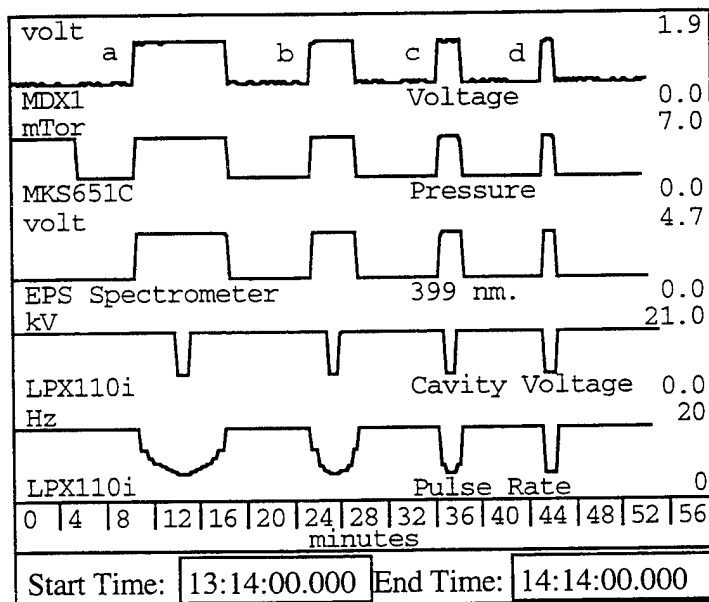 volt 1.9
a b c d
MDX1 Voltage 0.0
mTor 7.0
MKS651C Pressure 0.0
volt 4.7
EPS Spectrometer 399 nm. 0.0
kV 21.0
LPX110i Cavity Voltage 0.0
Hz 20
LPX110i Pulse Rate 0
0 4 8 12 16 20 24 28 32 36 40 44 48 52 56
minutes
Start Time: 13:14:00.000 End Time: 14:14:00.000